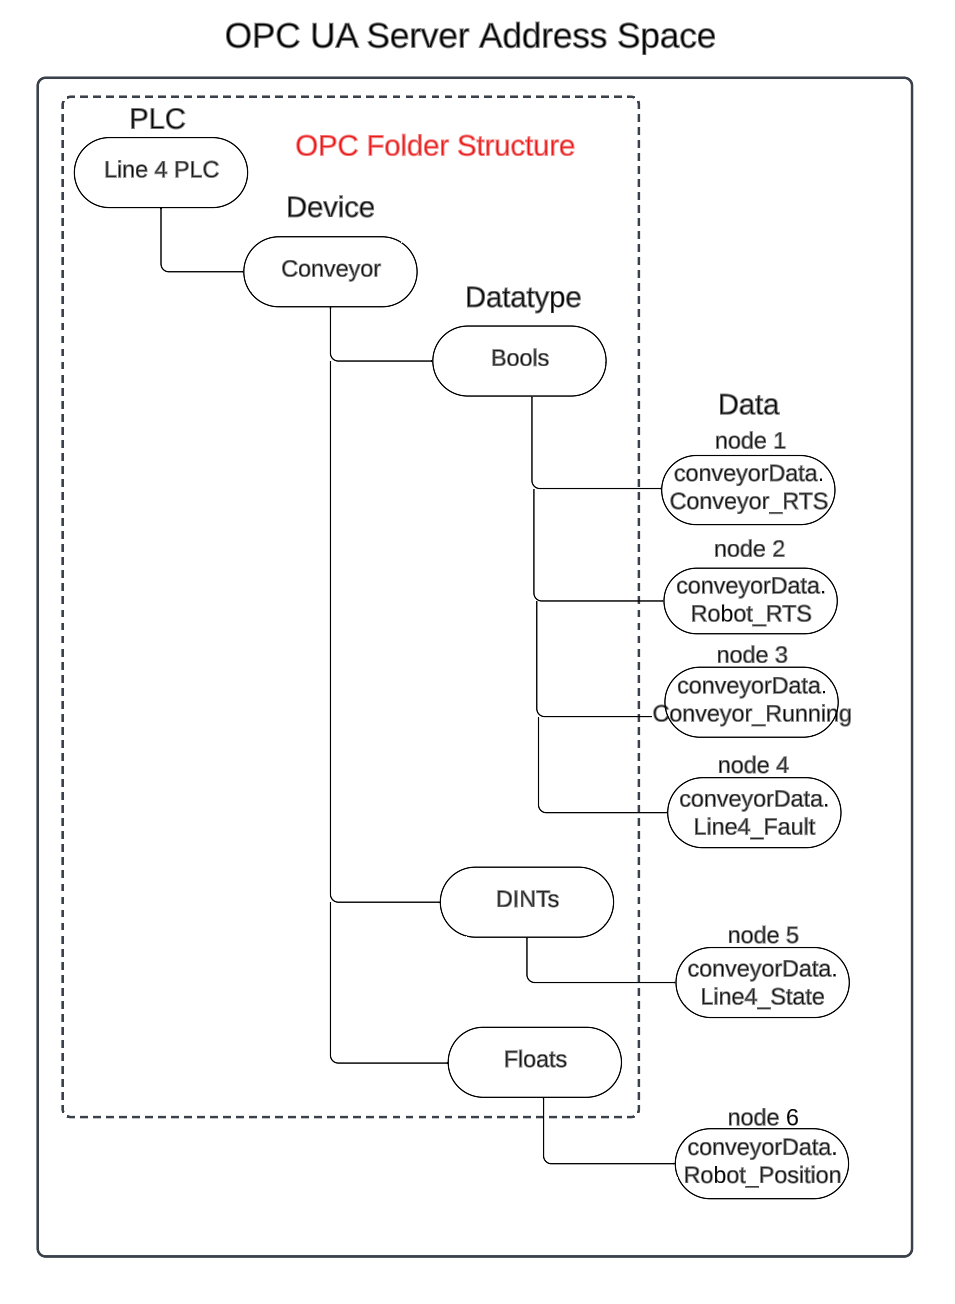 OPC UA Server Address Space
PLC
Line 4 PLC
OPC Folder Structure
Device
Conveyor
Datatype
Bools
Data
node 1
conveyorData.
Conveyor_RTS
node 2
conveyorData.
Robot_RTS
node 3
conveyorData.
Conveyor_Running
node 4
conveyorData.
Line4_Fault
DINTs
node 5
conveyorData.
Line4_State
Floats
node 6
conveyorData.
Robot_Position